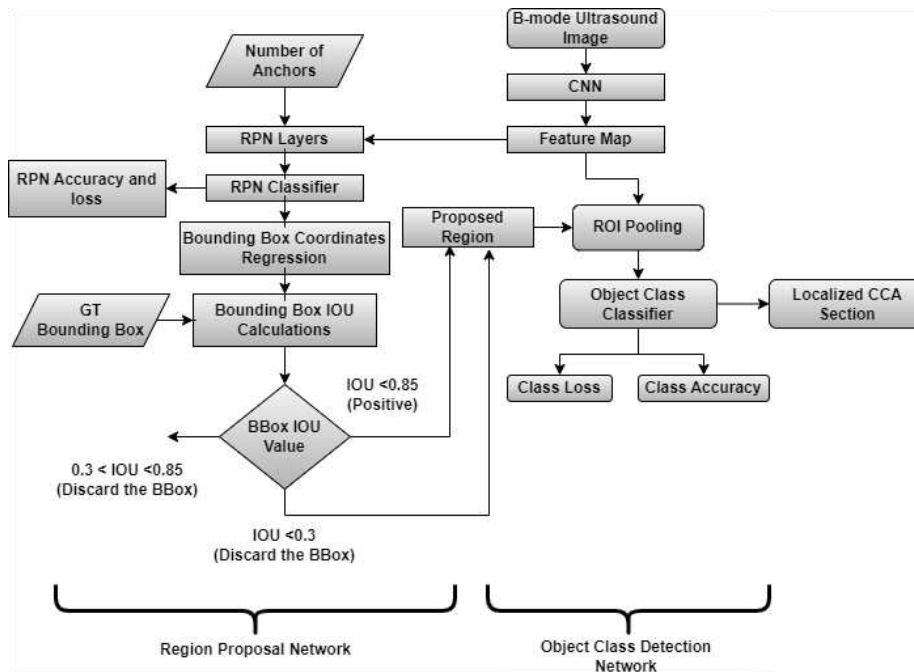 B-mode Ultrasound
Image
Number of
Anchors
CNN
RPN Layers
Feature Map
RPN Accuracy and
loss
RPN Classifier
Proposed
Region
ROI Pooling
Bounding Box Coordinates
Regression
GT
Bounding Box
Bounding Box IOU
Calculations
Object Class
Classifier
Localized CCA
Section
Class Loss
Class Accuracy
IOU <0.85
(Positive)
BBox IOU
Value
0.3 < IOU <0.85
(Discard the BBox)
IOU <0.3
(Discard the BBox)
Region Proposal Network
Object Class Detection
Network